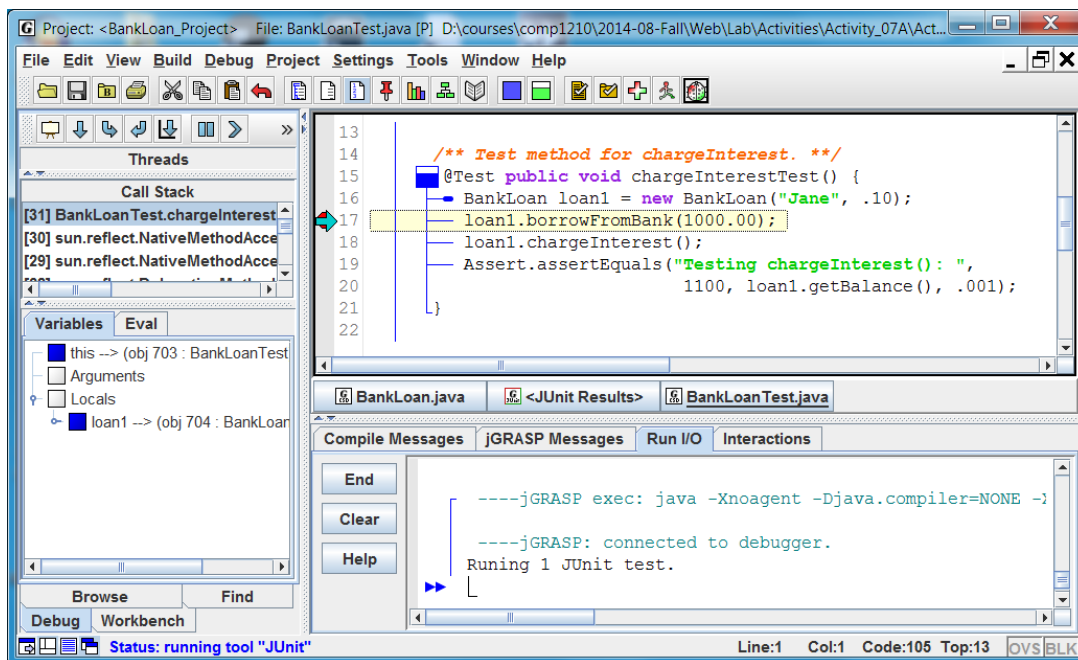 Project: <BankLoan_Project> File: BankLoanTest.java [P] D:\courses\comp1210\2014-08-Fall\Web\Lab\Activities\Activity_07A\Act...
File Edit View Build Debug Project Settings Tools Window Help
Threads
Call Stack
[31] BankLoanTest.chargeInterest
[30] sun.reflect.NativeMethodAcce
[29] sun.reflect.NativeMethodAcce
Variables Eval
this --> (obj 703 : BankLoanTest
Arguments
Locals
loan1 --> (obj 704 : BankLoan
Browse Find
Debug Workbench
13
14 /** Test method for chargeInterest. **/
15 @Test public void chargeInterestTest() {
16 BankLoan loan1 = new BankLoan("Jane", .10);
17 loan1.borrowFromBank(1000.00);
18 loan1.chargeInterest();
19 Assert.assertEquals("Testing chargeInterest(): ",
20 1100, loan1.getBalance(), .001);
21 }
22
BankLoan.java <JUnit Results> BankLoanTest.java
Compile Messages jGRASP Messages Run I/O Interactions
End
Clear
Help
----jGRASP exec: java -Xnoagent -Djava.compiler=NONE
----jGRASP: connected to debugger.
Runing 1 JUnit test.
Status: running tool "JUnit"
Line:1 Col:1 Code:105 Top:13 OVS BLK